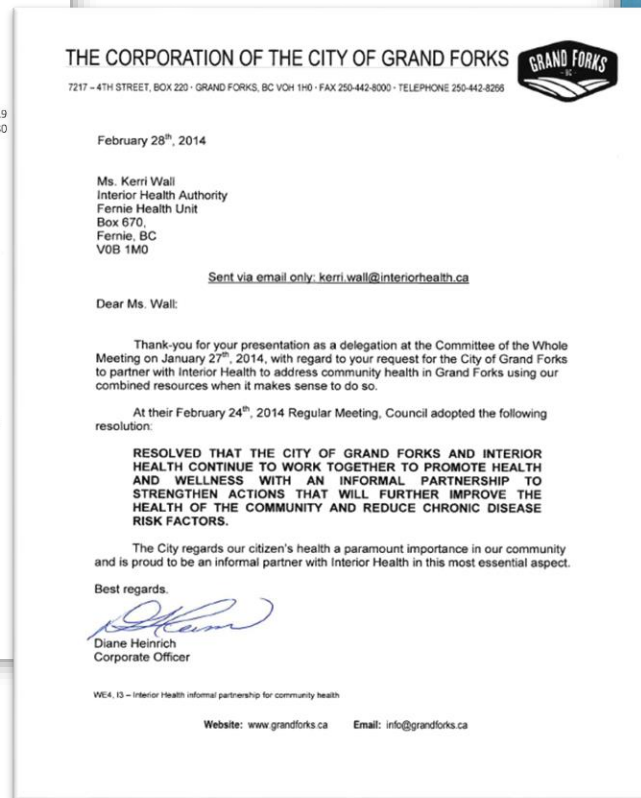 THE CORPORATION OF THE CITY OF GRAND FORKS
GRAND FORKS
BC
7217 – 4TH STREET, BOX 220 · GRAND FORKS, BC VOH 1H0 · FAX 250-442-8000 · TELEPHONE 250-442-8266
February 28th, 2014
Ms. Kerri Wall
Interior Health Authority
Fernie Health Unit
Box 670,
Fernie, BC
V0B 1M0
Sent via email only: kerri.wall@interiorhealth.ca
Dear Ms. Wall:
Thank-you for your presentation as a delegation at the Committee of the Whole
Meeting on January 27th, 2014, with regard to your request for the City of Grand Forks
to partner with Interior Health to address community health in Grand Forks using our
combined resources when it makes sense to do so.
At their February 24th, 2014 Regular Meeting, Council adopted the following
resolution:
RESOLVED THAT THE CITY OF GRAND FORKS AND INTERIOR
HEALTH CONTINUE TO WORK TOGETHER TO PROMOTE HEALTH
AND WELLNESS WITH AN INFORMAL PARTNERSHIP TO
STRENGTHEN ACTIONS THAT WILL FURTHER IMPROVE THE
HEALTH OF THE COMMUNITY AND REDUCE CHRONIC DISEASE
RISK FACTORS.
The City regards our citizen's health a paramount importance in our community
and is proud to be an informal partner with Interior Health in this most essential aspect.
Best regards.
Diane Heinrich
Corporate Officer
WE4, I3 – Interior Health informal partnership for community health
Website: www.grandforks.ca Email: info@grandforks.ca